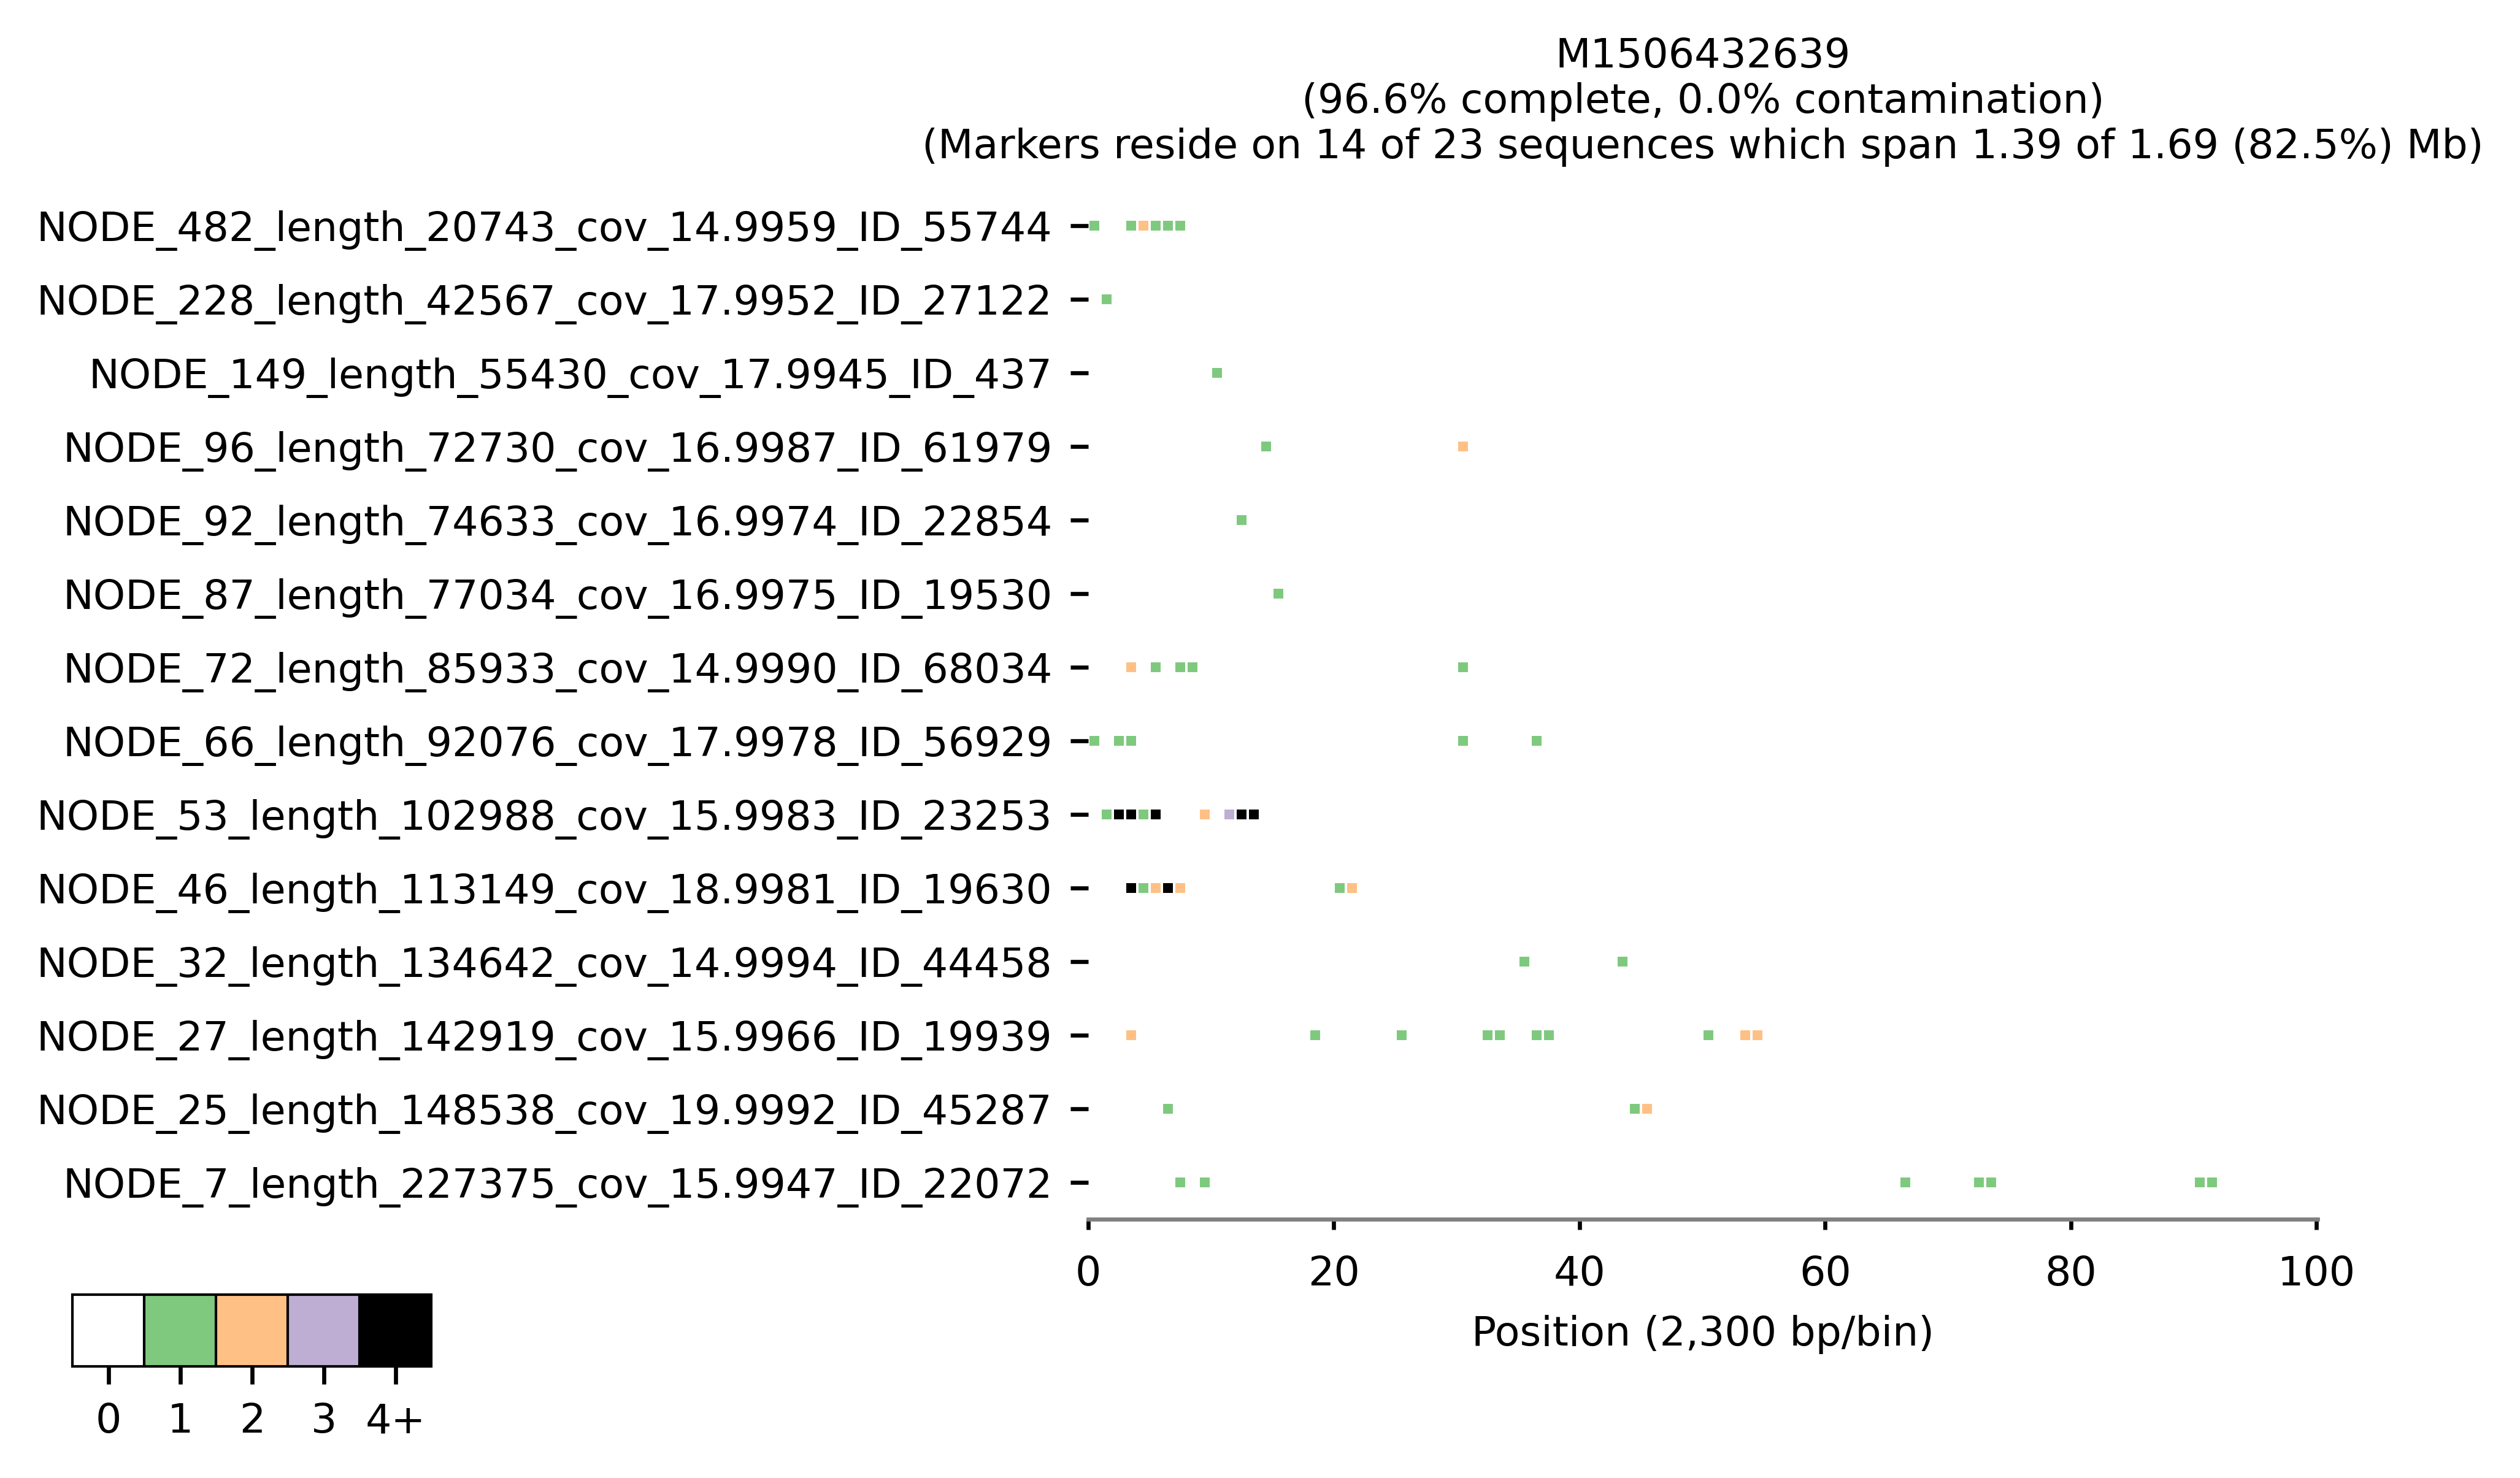 M1506432639
(96.6% complete, 0.0% contamination)
(Markers reside on 14 of 23 sequences which span 1.39 of 1.69 (82.5%) Mb)
NODE_482_length_20743_cov_14.9959_ID_55744
NODE_228_length_42567_cov_17.9952_ID_27122
NODE_149_length_55430_cov_17.9945_ID_437
NODE_96_length_72730_cov_16.9987_ID_61979
NODE_92_length_74633_cov_16.9974_ID_22854
NODE_87_length_77034_cov_16.9975_ID_19530
NODE_72_length_85933_cov_14.9990_ID_68034
NODE_66_length_92076_cov_17.9978_ID_56929
NODE_53_length_102988_cov_15.9983_ID_23253
NODE_46_length_113149_cov_18.9981_ID_19630
NODE_32_length_134642_cov_14.9994_ID_44458
NODE_27_length_142919_cov_15.9966_ID_19939
NODE_25_length_148538_cov_19.9992_ID_45287
NODE_7_length_227375_cov_15.9947_ID_22072
0 20 40 60 80 100
Position (2,300 bp/bin)
0 1 2 3 4+